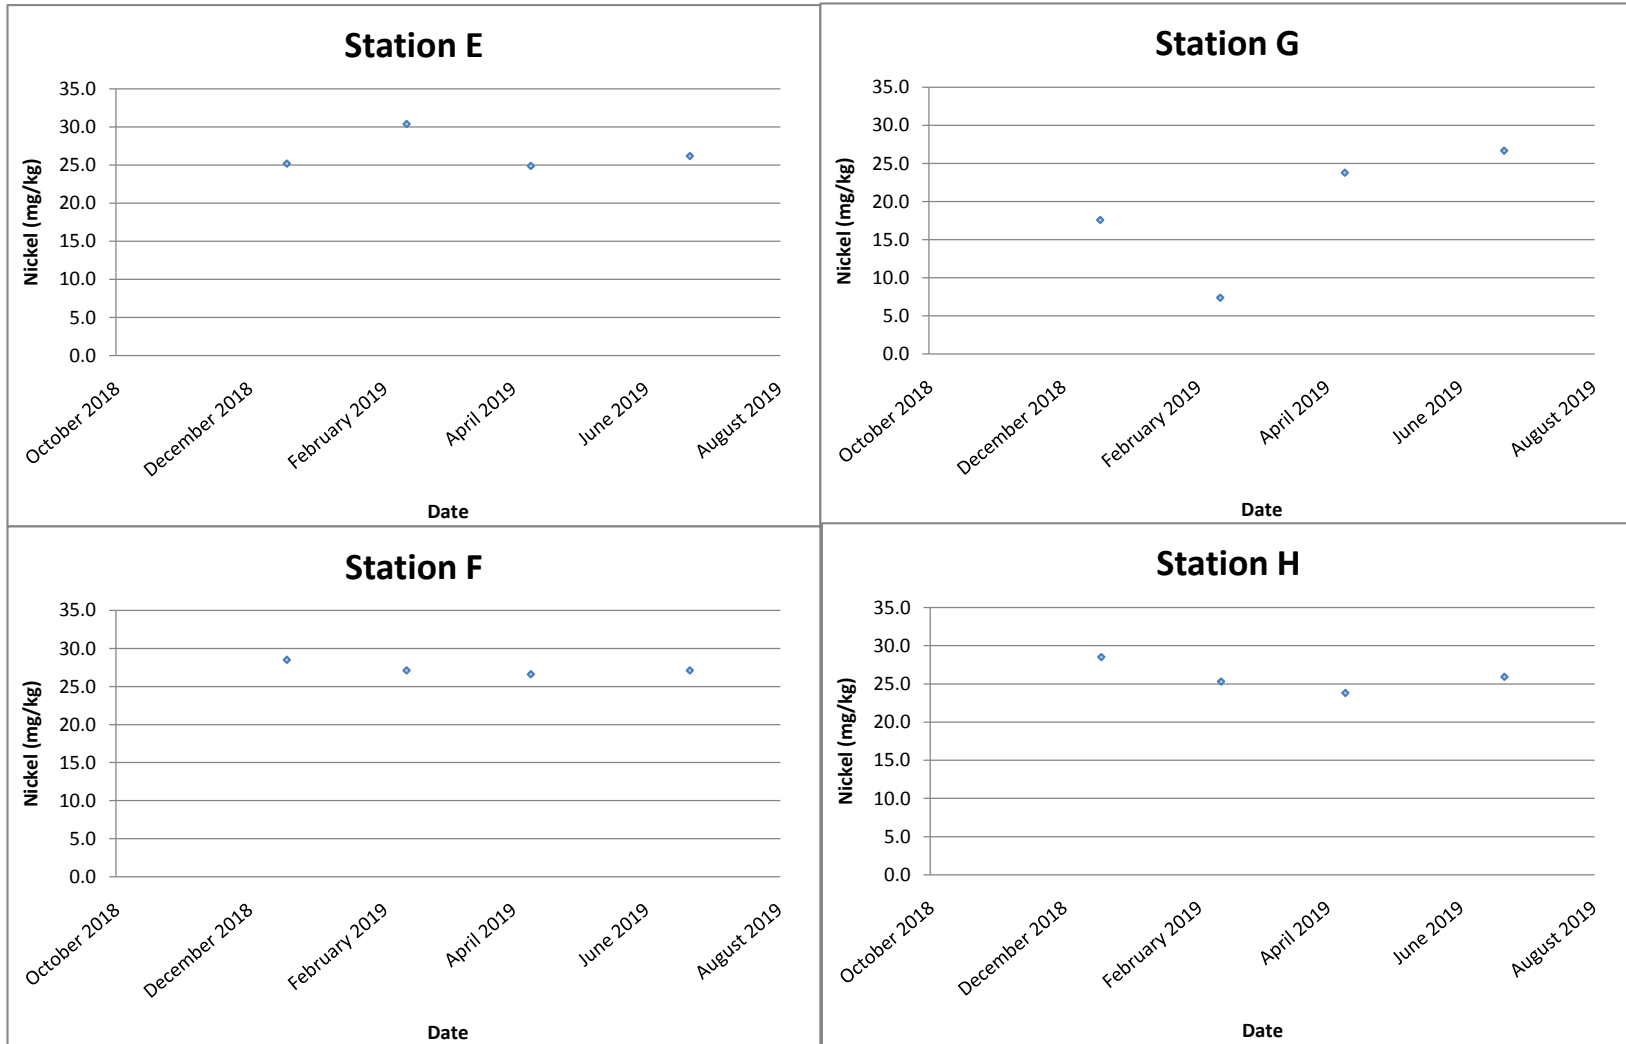 Station E
Nickel (mg/kg)
35.0
30.0
25.0
20.0
15.0
10.0
5.0
0.0
October 2018
December 2018
February 2019
April 2019
June 2019
August 2019
Date
Station G
Nickel (mg/kg)
35.0
30.0
25.0
20.0
15.0
10.0
5.0
0.0
October 2018
December 2018
February 2019
April 2019
June 2019
August 2019
Date
Station F
Nickel (mg/kg)
35.0
30.0
25.0
20.0
15.0
10.0
5.0
0.0
October 2018
December 2018
February 2019
April 2019
June 2019
August 2019
Date
Station H
Nickel (mg/kg)
35.0
30.0
25.0
20.0
15.0
10.0
5.0
0.0
October 2018
December 2018
February 2019
April 2019
June 2019
August 2019
Date